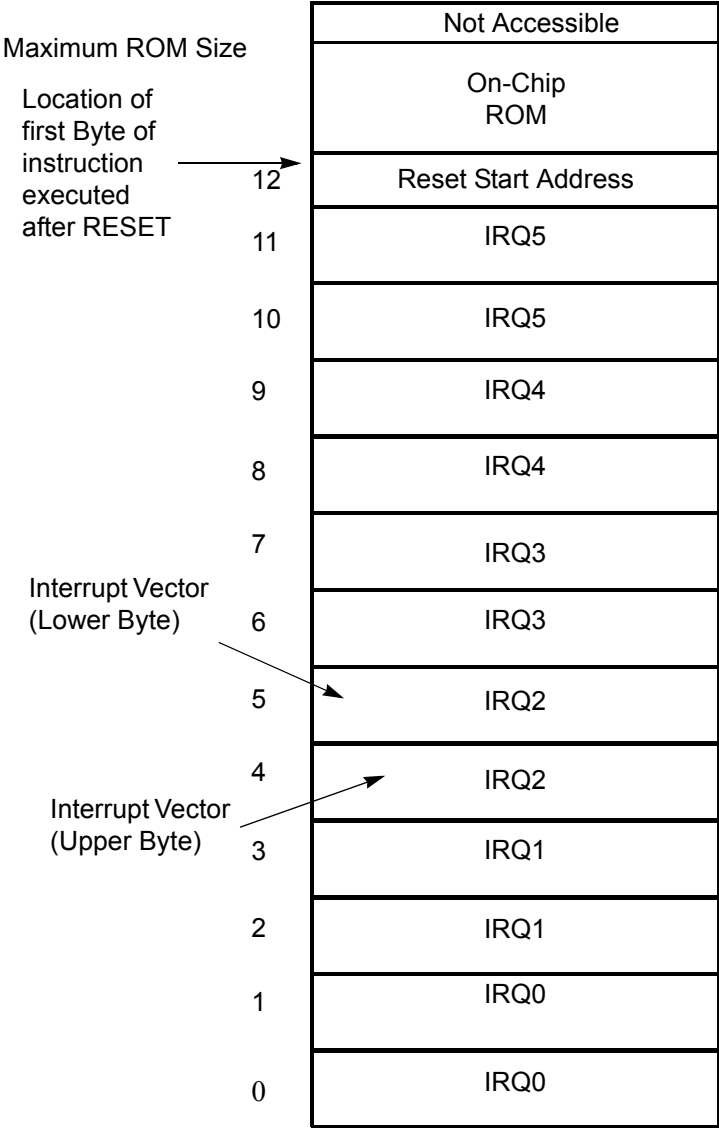 Not Accessible
Maximum ROM Size
On-Chip
ROM
Location of
first Byte of
instruction
executed
after RESET
12
Reset Start Address
11
IRQ5
10
IRQ5
9
IRQ4
8
IRQ4
7
IRQ3
Interrupt Vector
(Lower Byte)
6
IRQ3
5
IRQ2
4
IRQ2
Interrupt Vector
(Upper Byte)
3
IRQ1
2
IRQ1
1
IRQ0
0
IRQ0